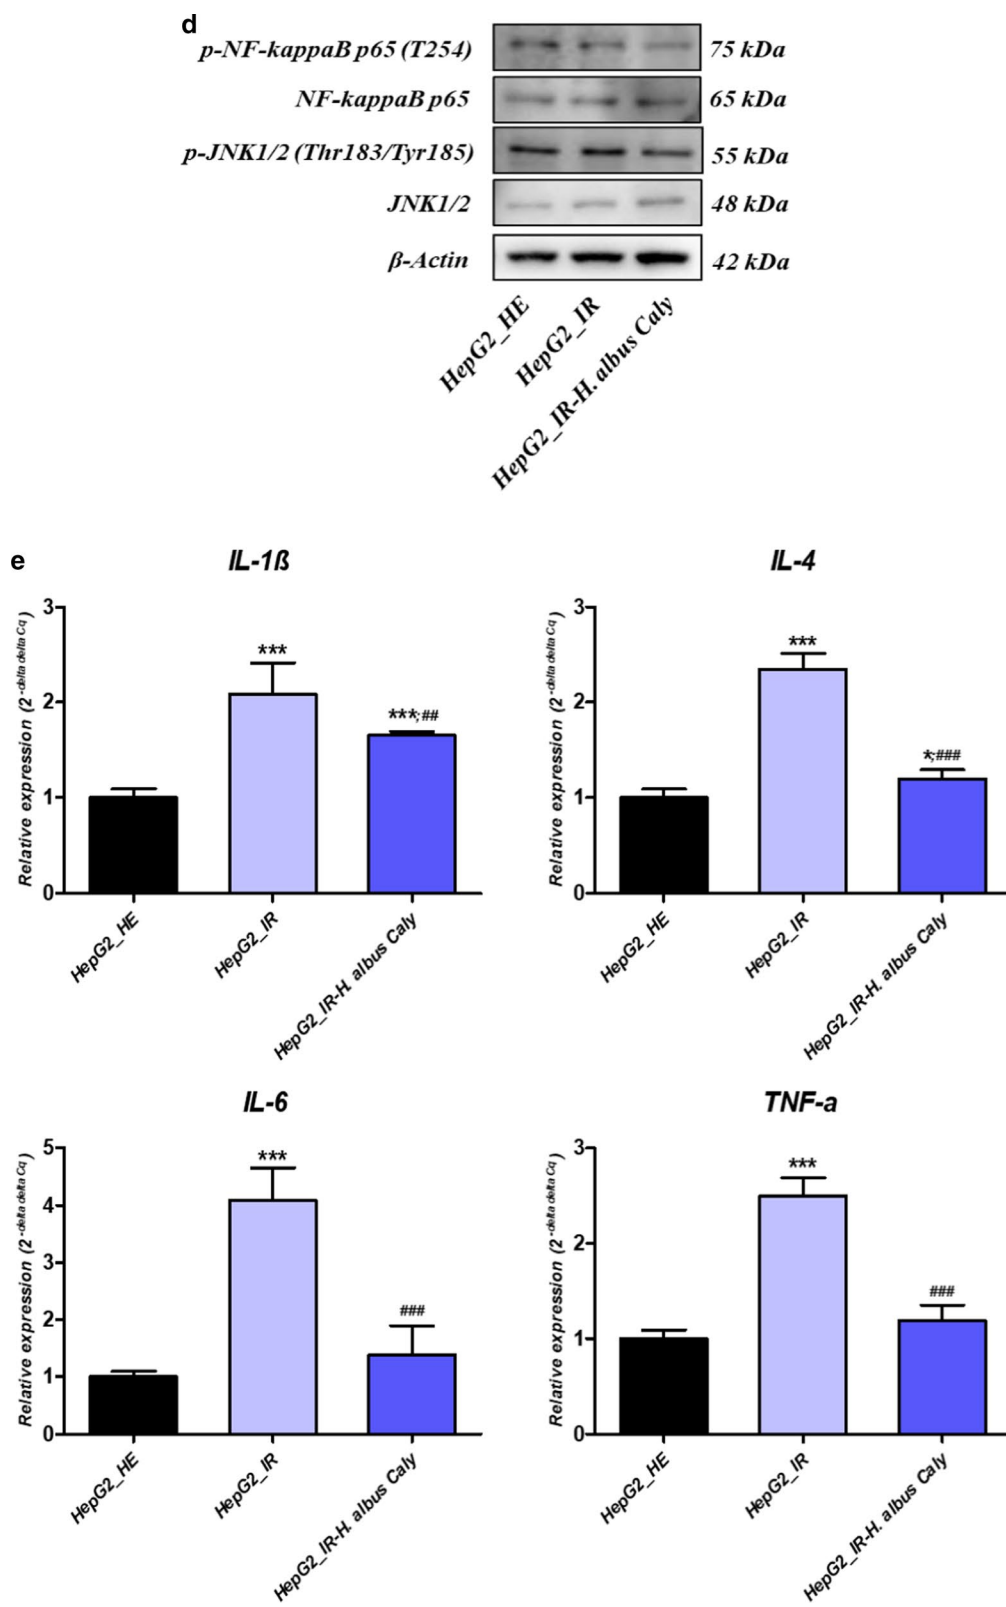 d
p-NF-kappaB p65 (T254) 75 kDa
NF-kappaB p65 65 kDa
p-JNK1/2 (Thr183/Tyr185) 55 kDa
JNK1/2 48 kDa
β-Actin 42 kDa
HepG2_HE
HepG2_IR
HepG2_IR-H. albus Caly
e
IL-1ß
Relative expression (2^-delta delta Cq)
3
2
1
0
***
***;##
HepG2_HE
HepG2_IR
HepG2_IR-H. albus Caly
IL-4
Relative expression (2^-delta delta Cq)
3
2
1
0
***
*;###
HepG2_HE
HepG2_IR
HepG2_IR-H. albus Caly
IL-6
Relative expression (2^-delta delta Cq)
5
4
3
2
1
0
***
###
HepG2_HE
HepG2_IR
HepG2_IR-H. albus Caly
TNF-a
Relative expression (2^-delta delta Cq)
3
2
1
0
***
###
HepG2_HE
HepG2_IR
HepG2_IR-H. albus Caly